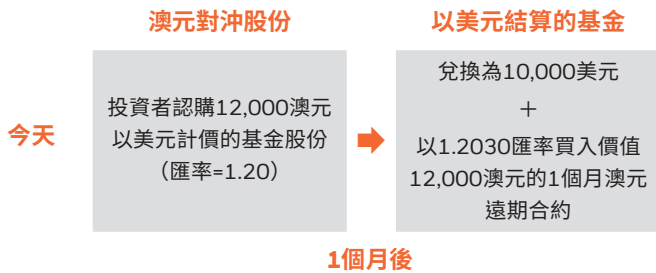 澳元對沖股份
以美元結算的基金
今天
投資者認購12,000澳元
以美元計價的基金股份
（匯率=1.20）
兌換為10,000美元
＋
以1.2030匯率買入價值
12,000澳元的1個月澳元
遠期合約
1個月後